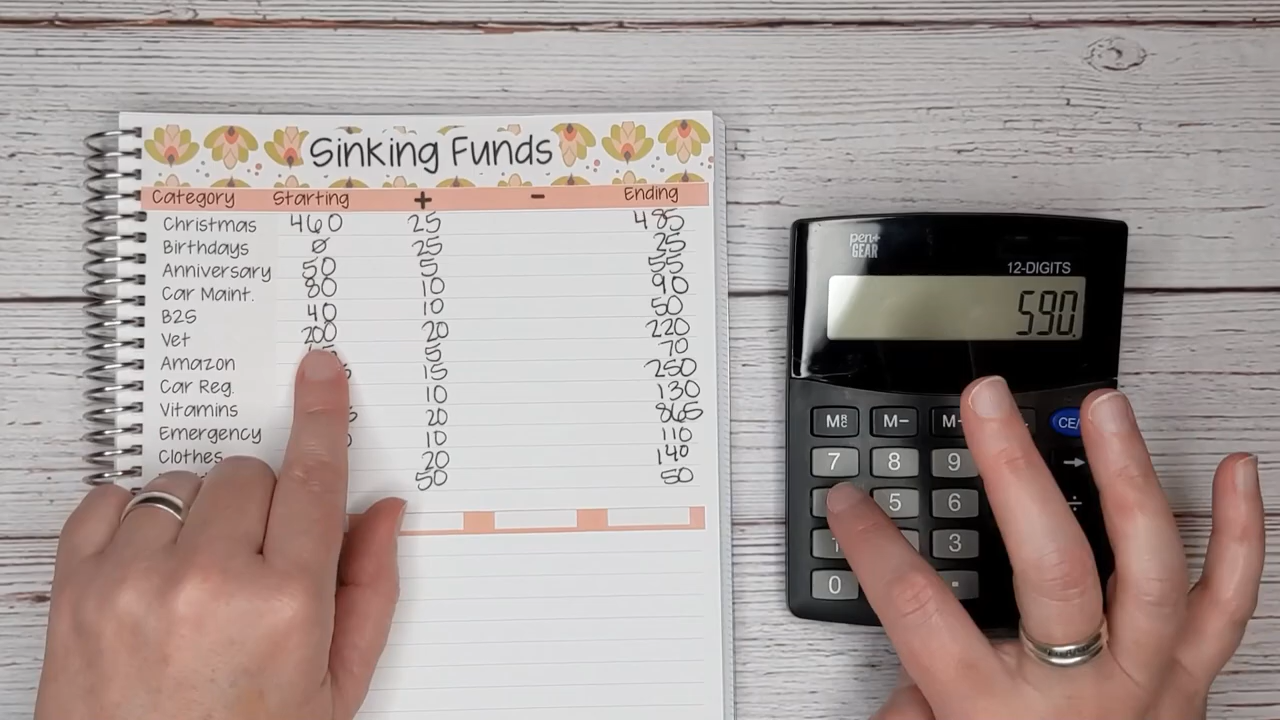 Sinking Funds
Category Starting + - Ending
Christmas 460 25 485
Birthdays Ø 25 25
Anniversary 50 5 55
Car Maint. 80 10 90
B2S 40 10 50
Vet 200 20 220
Amazon 5 70
Car Reg. 15 250
Vitamins 10 130
Emergency 20 865
Clothes 10 110
20 140
50 50
pen+
GEAR
12-DIGITS
590.
MRC M− CE/
7 8 9 →
5 6 ÷
1 3
0 .